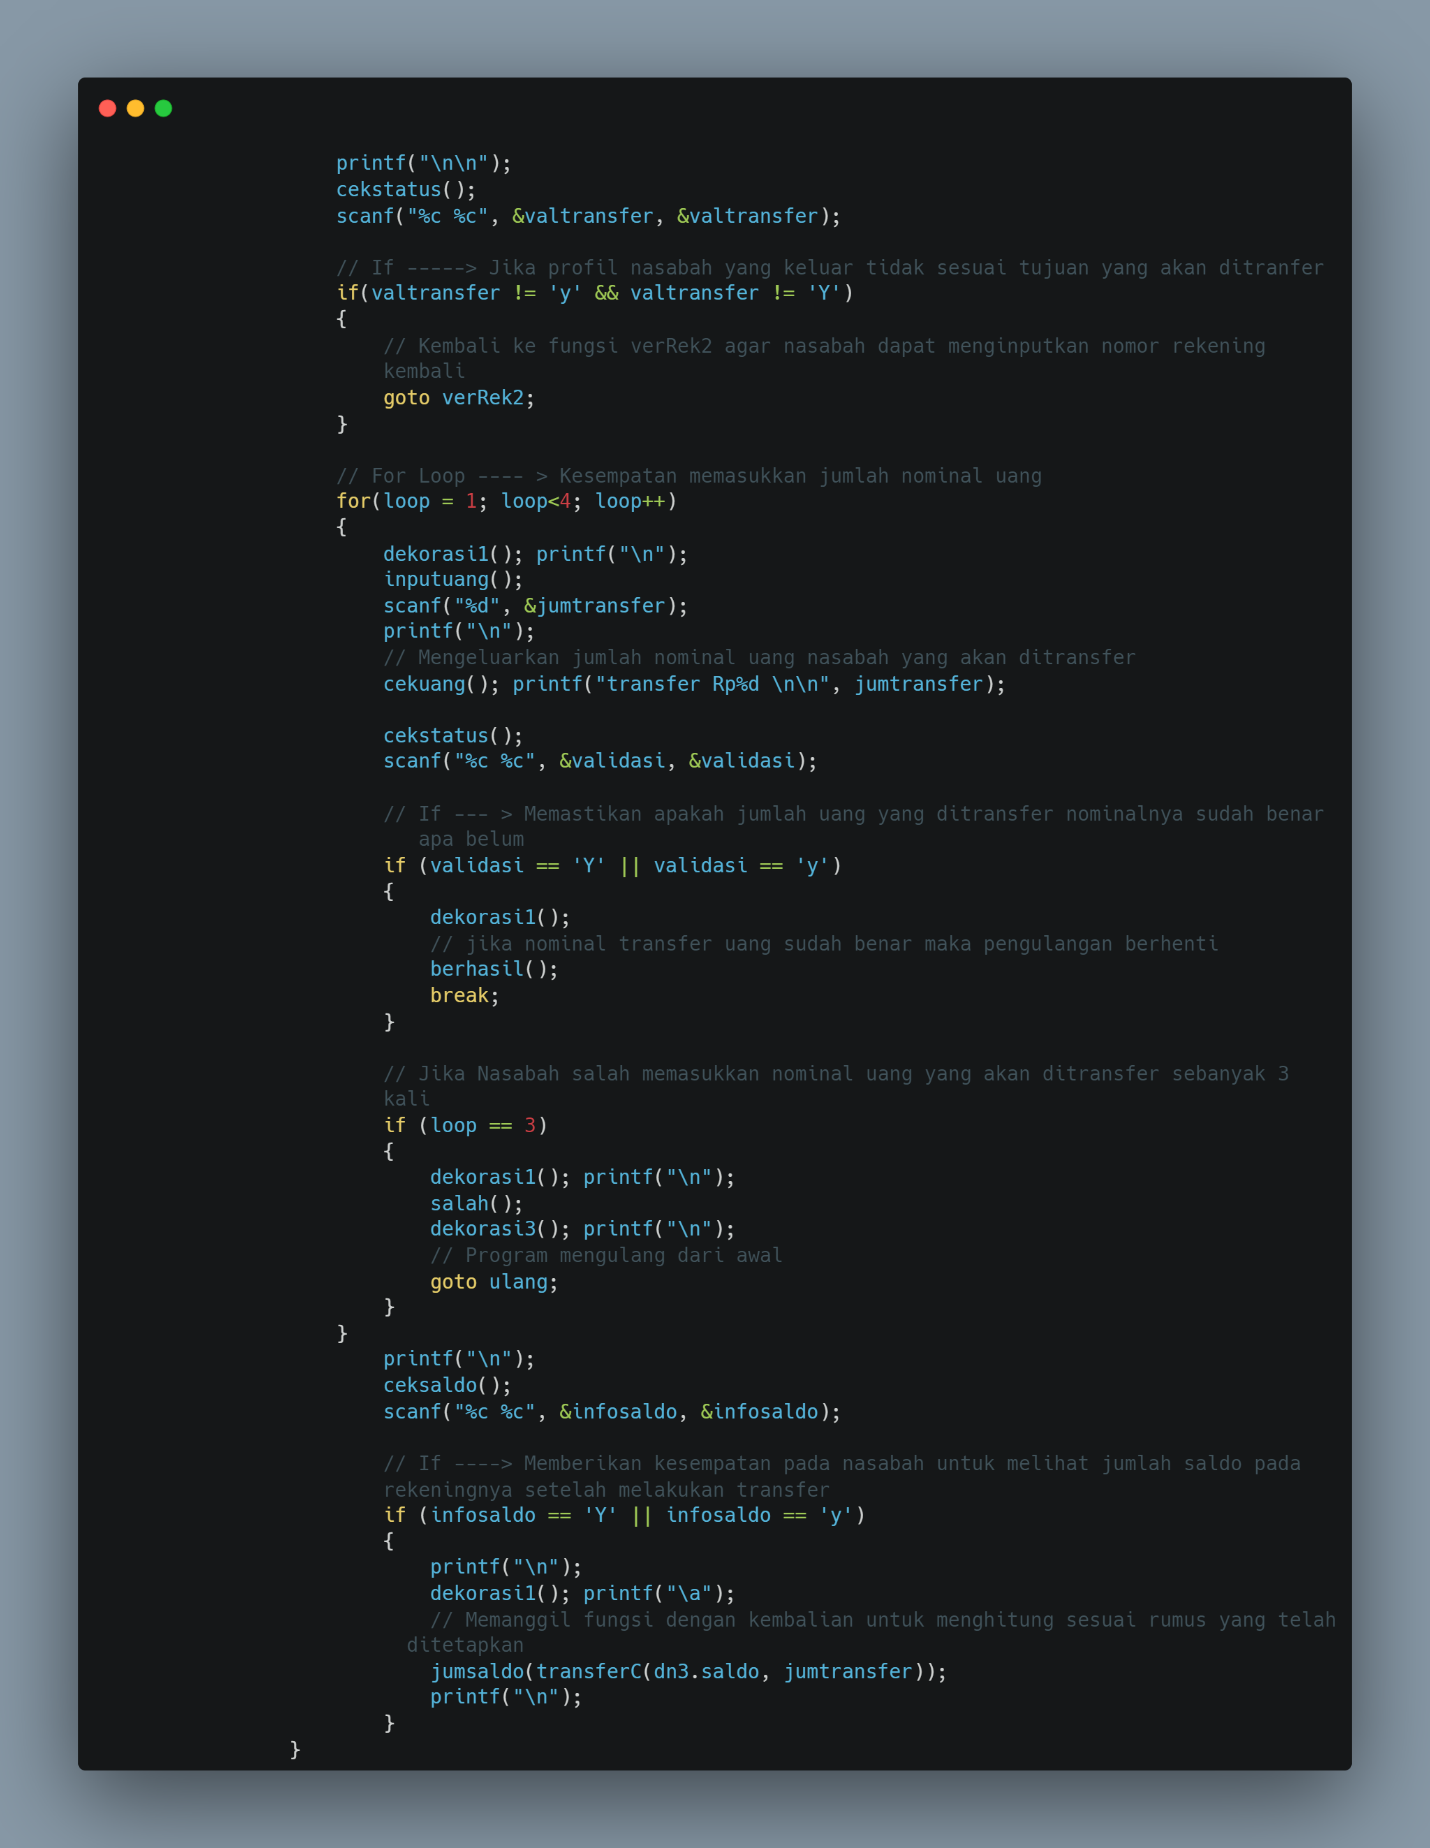 printf("\n\n");
cekstatus();
scanf("%c %c", &valtransfer, &valtransfer);
// If -----> Jika profil nasabah yang keluar tidak sesuai tujuan yang akan ditranfer
if(valtransfer != 'y' && valtransfer != 'Y')
{
// Kembali ke fungsi verRek2 agar nasabah dapat menginputkan nomor rekening
kembali
goto verRek2;
}
// For Loop ---- > Kesempatan memasukkan jumlah nominal uang
for(loop = 1; loop<4; loop++)
{
dekorasi1(); printf("\n");
inputuang();
scanf("%d", &jumtransfer);
printf("\n");
// Mengeluarkan jumlah nominal uang nasabah yang akan ditransfer
cekuang(); printf("transfer Rp%d \n\n", jumtransfer);
cekstatus();
scanf("%c %c", &validasi, &validasi);
// If --- > Memastikan apakah jumlah uang yang ditransfer nominalnya sudah benar
apa belum
if (validasi == 'Y' || validasi == 'y')
{
dekorasi1();
// jika nominal transfer uang sudah benar maka pengulangan berhenti
berhasil();
break;
}
// Jika Nasabah salah memasukkan nominal uang yang akan ditransfer sebanyak 3
kali
if (loop == 3)
{
dekorasi1(); printf("\n");
salah();
dekorasi3(); printf("\n");
// Program mengulang dari awal
goto ulang;
}
}
printf("\n");
ceksaldo();
scanf("%c %c", &infosaldo, &infosaldo);
// If ----> Memberikan kesempatan pada nasabah untuk melihat jumlah saldo pada
rekeningnya setelah melakukan transfer
if (infosaldo == 'Y' || infosaldo == 'y')
{
printf("\n");
dekorasi1(); printf("\a");
// Memanggil fungsi dengan kembalian untuk menghitung sesuai rumus yang telah
ditetapkan
jumsaldo(transferC(dn3.saldo, jumtransfer));
printf("\n");
}
}